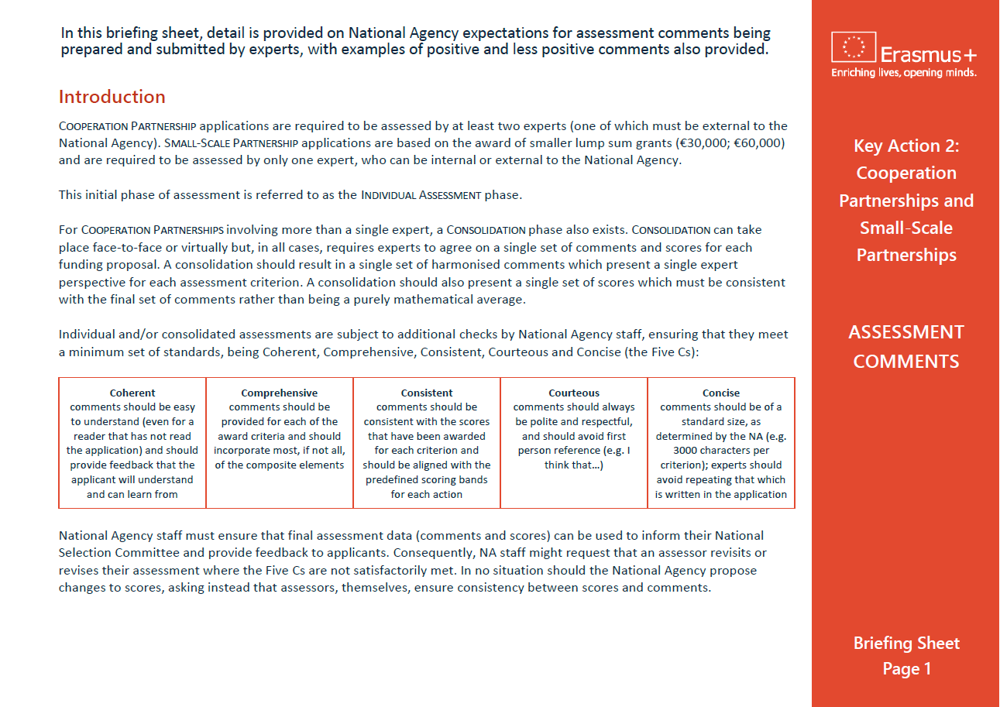 In this briefing sheet, detail is provided on National Agency expectations for assessment comments being
prepared and submitted by experts, with examples of positive and less positive comments also provided.
Introduction
COOPERATION PARTNERSHIP applications are required to be assessed by at least two experts (one of which must be external to the
National Agency). SMALL-SCALE PARTNERSHIP applications are based on the award of smaller lump sum grants (€30,000; €60,000)
and are required to be assessed by only one expert, who can be internal or external to the National Agency.
This initial phase of assessment is referred to as the INDIVIDUAL ASSESSMENT phase.
For COOPERATION PARTNERSHIPS involving more than a single expert, a CONSOLIDATION phase also exists. CONSOLIDATION can take
place face-to-face or virtually but, in all cases, requires experts to agree on a single set of comments and scores for each
funding proposal. A consolidation should result in a single set of harmonised comments which present a single expert
perspective for each assessment criterion. A consolidation should also present a single set of scores which must be consistent
with the final set of comments rather than being a purely mathematical average.
Individual and/or consolidated assessments are subject to additional checks by National Agency staff, ensuring that they meet
a minimum set of standards, being Coherent, Comprehensive, Consistent, Courteous and Concise (the Five Cs):
Coherent
comments should be easy
to understand (even for a
reader that has not read
the application) and should
provide feedback that the
applicant will understand
and can learn from
Comprehensive
comments should be
provided for each of the
award criteria and should
incorporate most, if not all,
of the composite elements
Consistent
comments should be
consistent with the scores
that have been awarded
for each criterion and
should be aligned with the
predefined scoring bands
for each action
Courteous
comments should always
be polite and respectful,
and should avoid first
person reference (e.g. I
think that…)
Concise
comments should be of a
standard size, as
determined by the NA (e.g.
3000 characters per
criterion); experts should
avoid repeating that which
is written in the application
National Agency staff must ensure that final assessment data (comments and scores) can be used to inform their National
Selection Committee and provide feedback to applicants. Consequently, NA staff might request that an assessor revisits or
revises their assessment where the Five Cs are not satisfactorily met. In no situation should the National Agency propose
changes to scores, asking instead that assessors, themselves, ensure consistency between scores and comments.
Erasmus+
Enriching lives, opening minds.
Key Action 2:
Cooperation
Partnerships and
Small-Scale
Partnerships
ASSESSMENT
COMMENTS
Briefing Sheet
Page 1